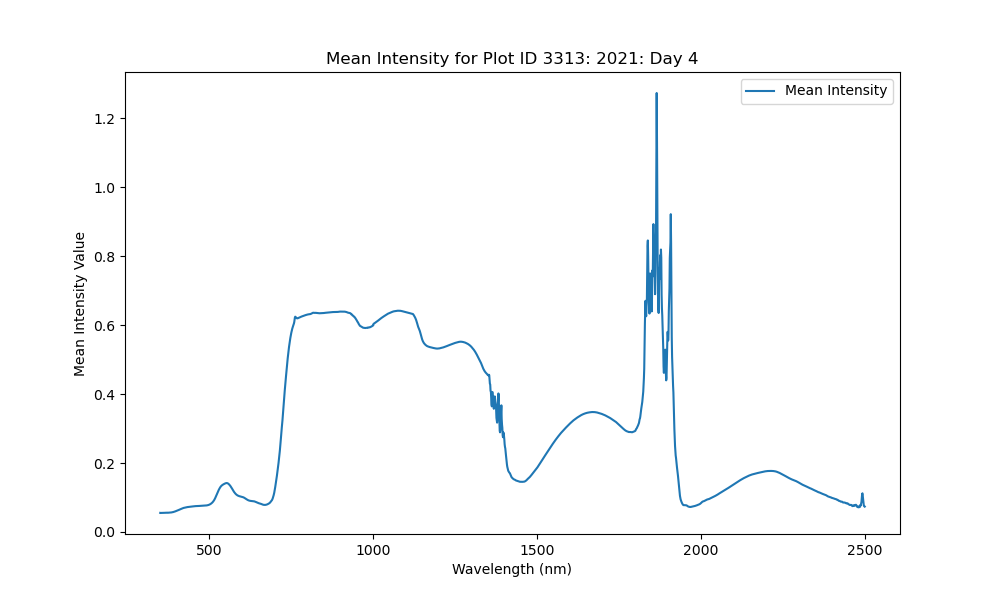 Mean Intensity for Plot ID 3313: 2021: Day 4
Mean Intensity
Mean Intensity Value
1.2
1.0
0.8
0.6
0.4
0.2
0.0
500 1000 1500 2000 2500
Wavelength (nm)